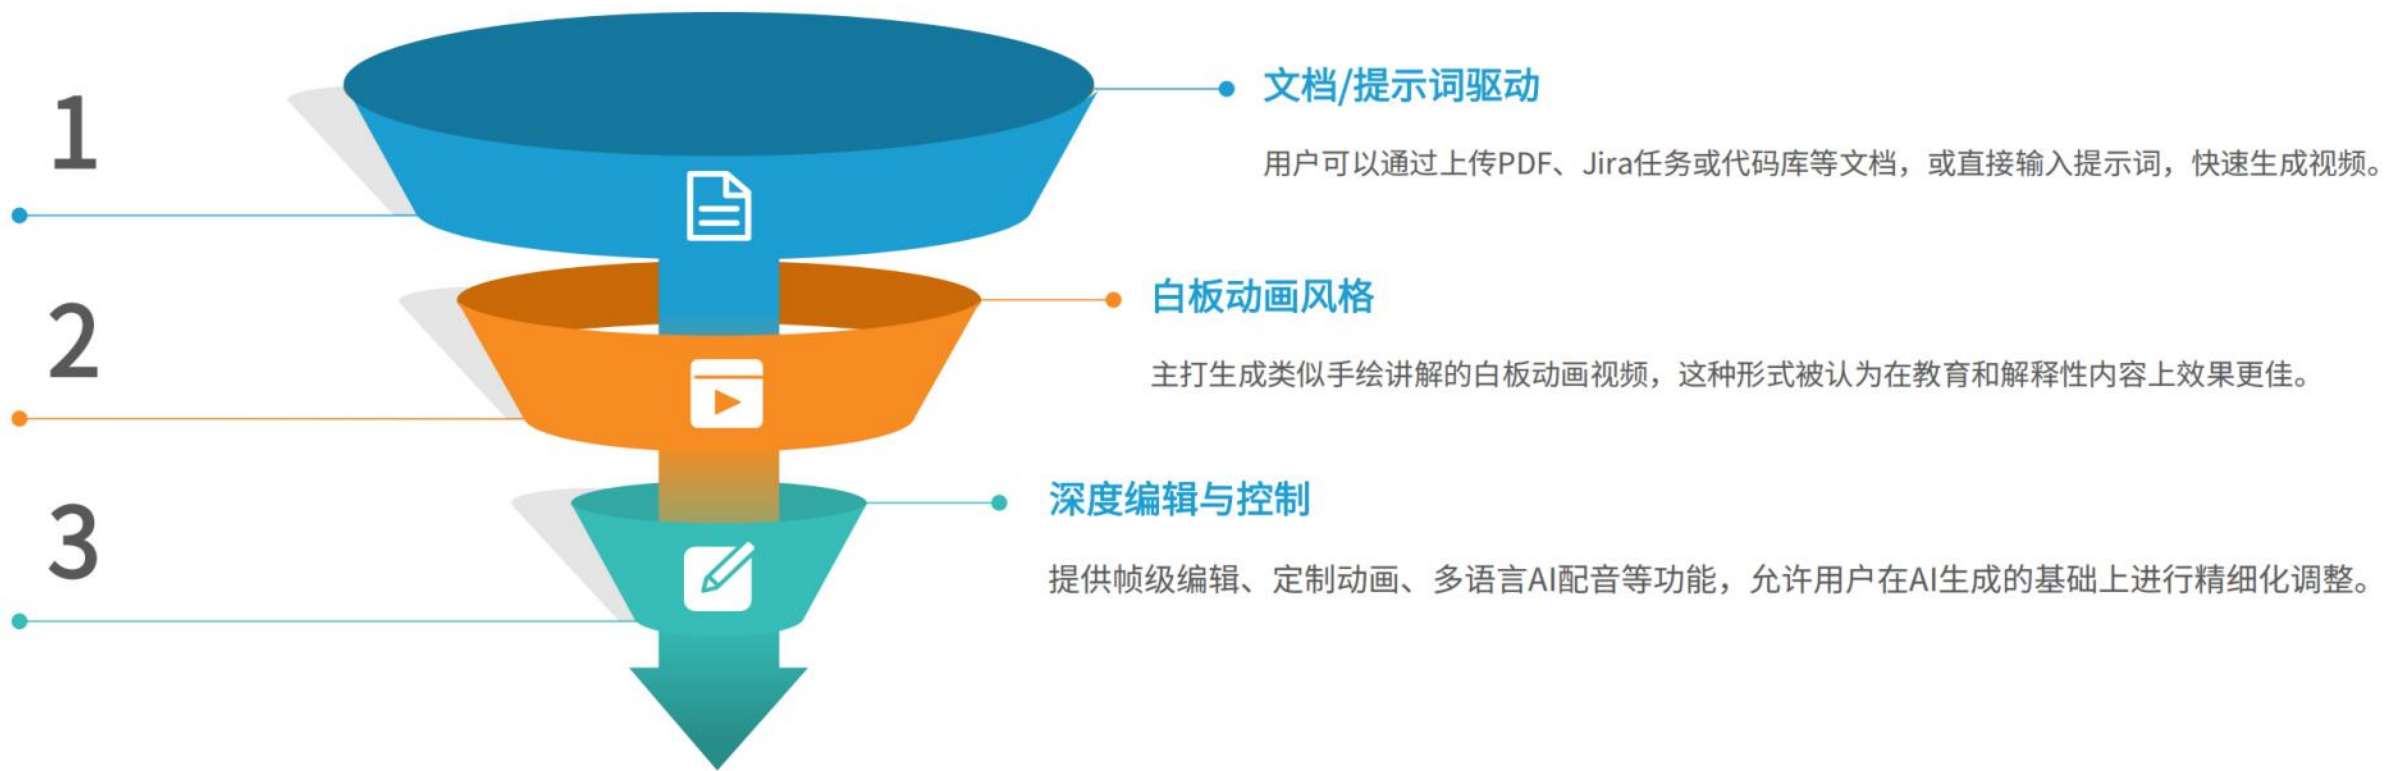 1
文档/提示词驱动
用户可以通过上传PDF、Jira任务或代码库等文档，或直接输入提示词，快速生成视频。
2
白板动画风格
主打生成类似手绘讲解的白板动画视频，这种形式被认为在教育和解释性内容上效果更佳。
3
深度编辑与控制
提供帧级编辑、定制动画、多语言AI配音等功能，允许用户在AI生成的基础上进行精细化调整。